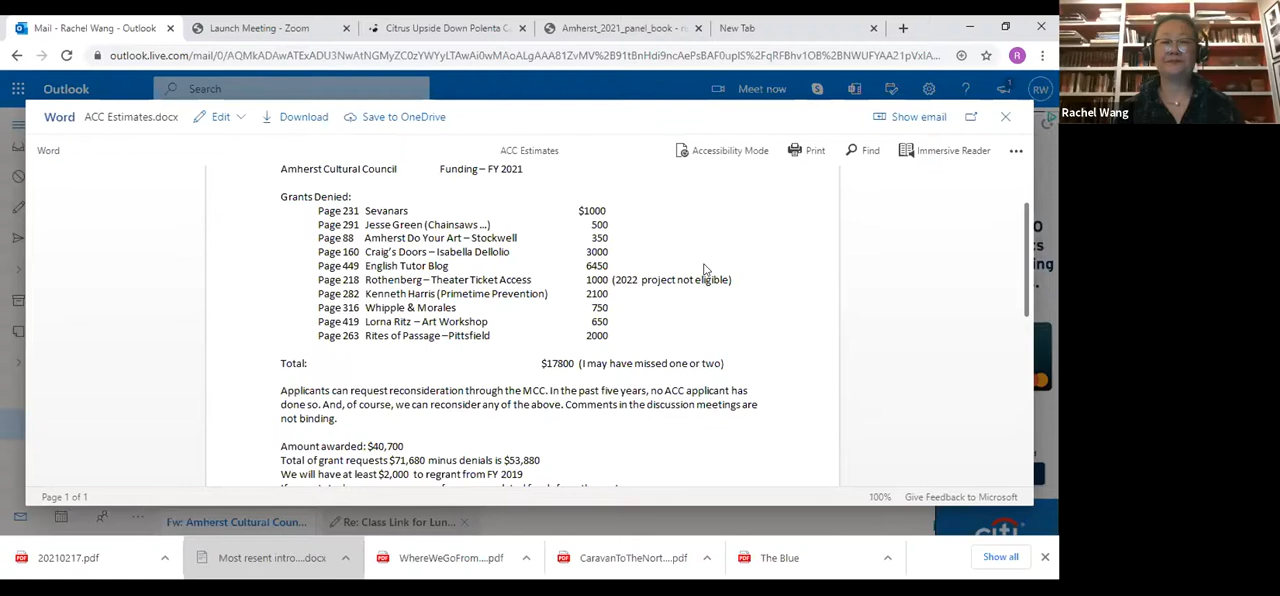 Mail - Rachel Wang - Outlook
Launch Meeting - Zoom
Citrus Upside Down Polenta C
Amherst_2021_panel_book - r
New Tab
outlook.live.com/mail/0/
R
Outlook
Search
Meet now
1
RW
Rachel Wang
Word ACC Estimates.docx Edit Download Save to OneDrive Show email
Word ACC Estimates Accessibility Mode Print Find Immersive Reader
Amherst Cultural Council Funding – FY 2021
Grants Denied:
Page 231 Sevanars $1000
Page 291 Jesse Green (Chainsaws ...) 500
Page 88 Amherst Do Your Art – Stockwell 350
Page 160 Craig's Doors – Isabella Dellolio 3000
Page 449 English Tutor Blog 6450
Page 218 Rothenberg – Theater Ticket Access 1000 (2022 project not eligible)
Page 282 Kenneth Harris (Primetime Prevention) 2100
Page 316 Whipple & Morales 750
Page 419 Lorna Ritz – Art Workshop 650
Page 263 Rites of Passage –Pittsfield 2000
Total: $17800 (I may have missed one or two)
Applicants can request reconsideration through the MCC. In the past five years, no ACC applicant has
done so. And, of course, we can reconsider any of the above. Comments in the discussion meetings are
not binding.
Amount awarded: $40,700
Total of grant requests $71,680 minus denials is $53,880
We will have at least $2,000 to regrant from FY 2019
Page 1 of 1 100% Give Feedback to Microsoft
Fw: Amherst Cultural Coun...
Re: Class Link for Lun...
citi
20210217.pdf
Most resent intro....docx
WhereWeGoFrom....pdf
CaravanToTheNort....pdf
The Blue
Show all